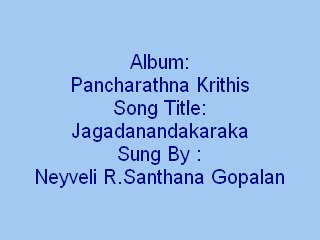 Album:
Pancharathna Krithis
Song Title:
Jagadanandakaraka
Sung By :
Neyveli R.Santhana Gopalan